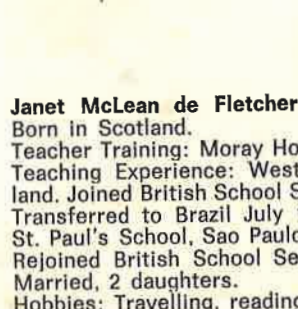 Janet McLean de Fletcher
Born in Scotland.
Teacher Training: Moray Ho
Teaching Experience: West
land. Joined British School S
Transferred to Brazil July
St. Paul's School, Sao Paulo
Rejoined British School Se
Married, 2 daughters.
Hobbies: Travelling, reading